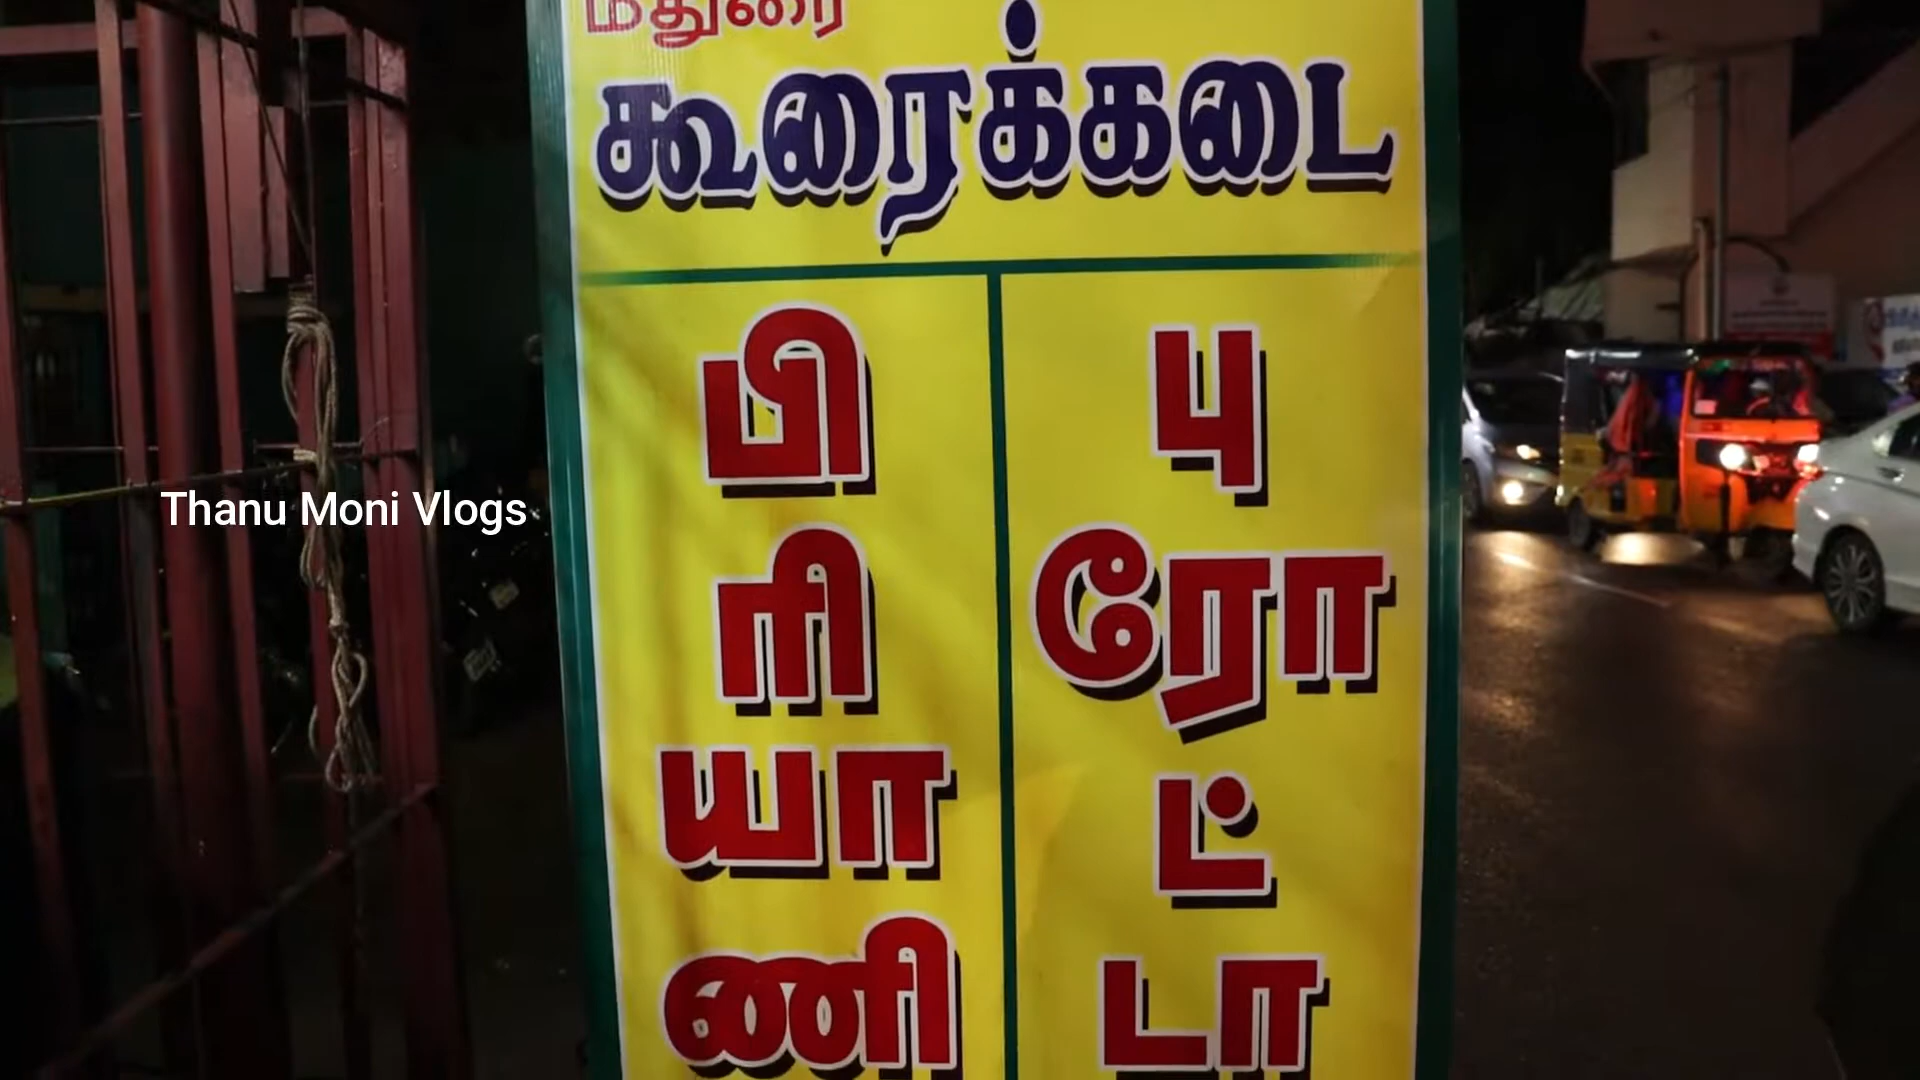 மதுரை
கூரைக்கடை
பி
ரி
யா
ணி
பு
ரோ
ட்
டா
Thanu Moni Vlogs